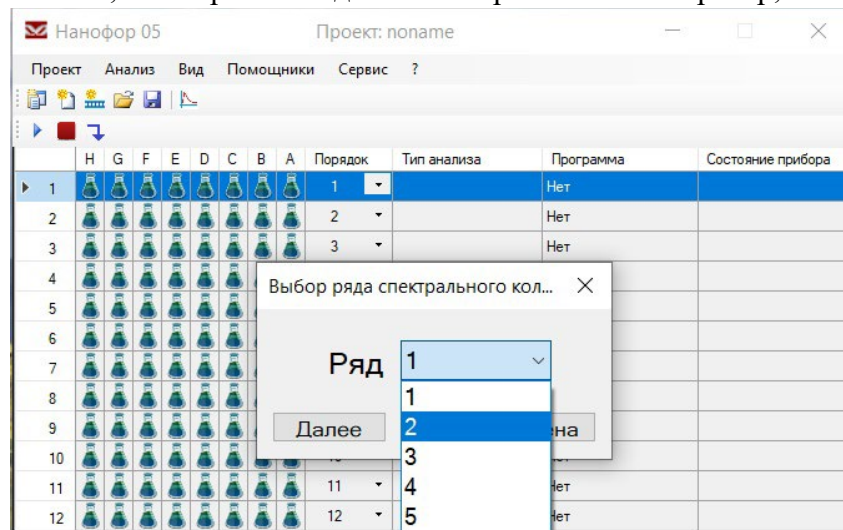 Нанофор 05 Проект: noname
Проект Анализ Вид Помощники Сервис ?
H G F E D C B A Порядок Тип анализа Программа Состояние прибора
1 1 Нет
2 2 Нет
3 3 Нет
4
Выбор ряда спектрального кол...
5
6
7
Ряд 1
8
1
9
Далее 2 на
10
3
11 11 4 Нет
12 12 5 Нет